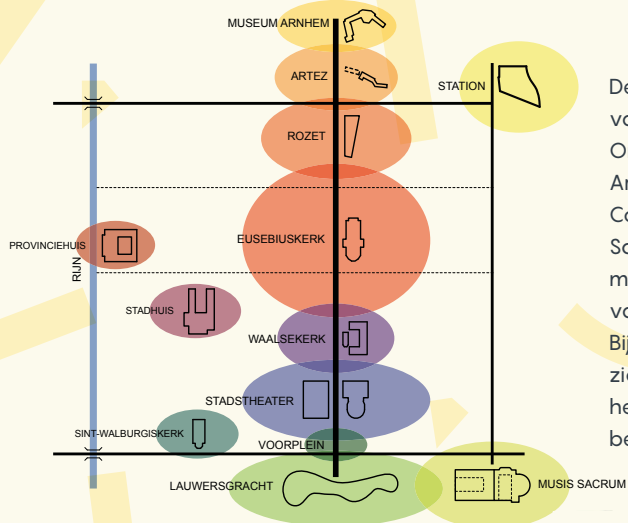 MUSEUM ARNHEM
ARTEZ
STATION
ROZET
PROVINCIEHUIS
EUSEBIUSKERK
RIJN
STADHUIS
WAALSEKERK
STADSTHEATER
SINT-WALBURGISKERK
VOORPLEIN
LAUWERSGRACHT
MUSIS SACRUM
De
vo
O
Ar
Co
Sc
m
vo
Bij
zie
he
be